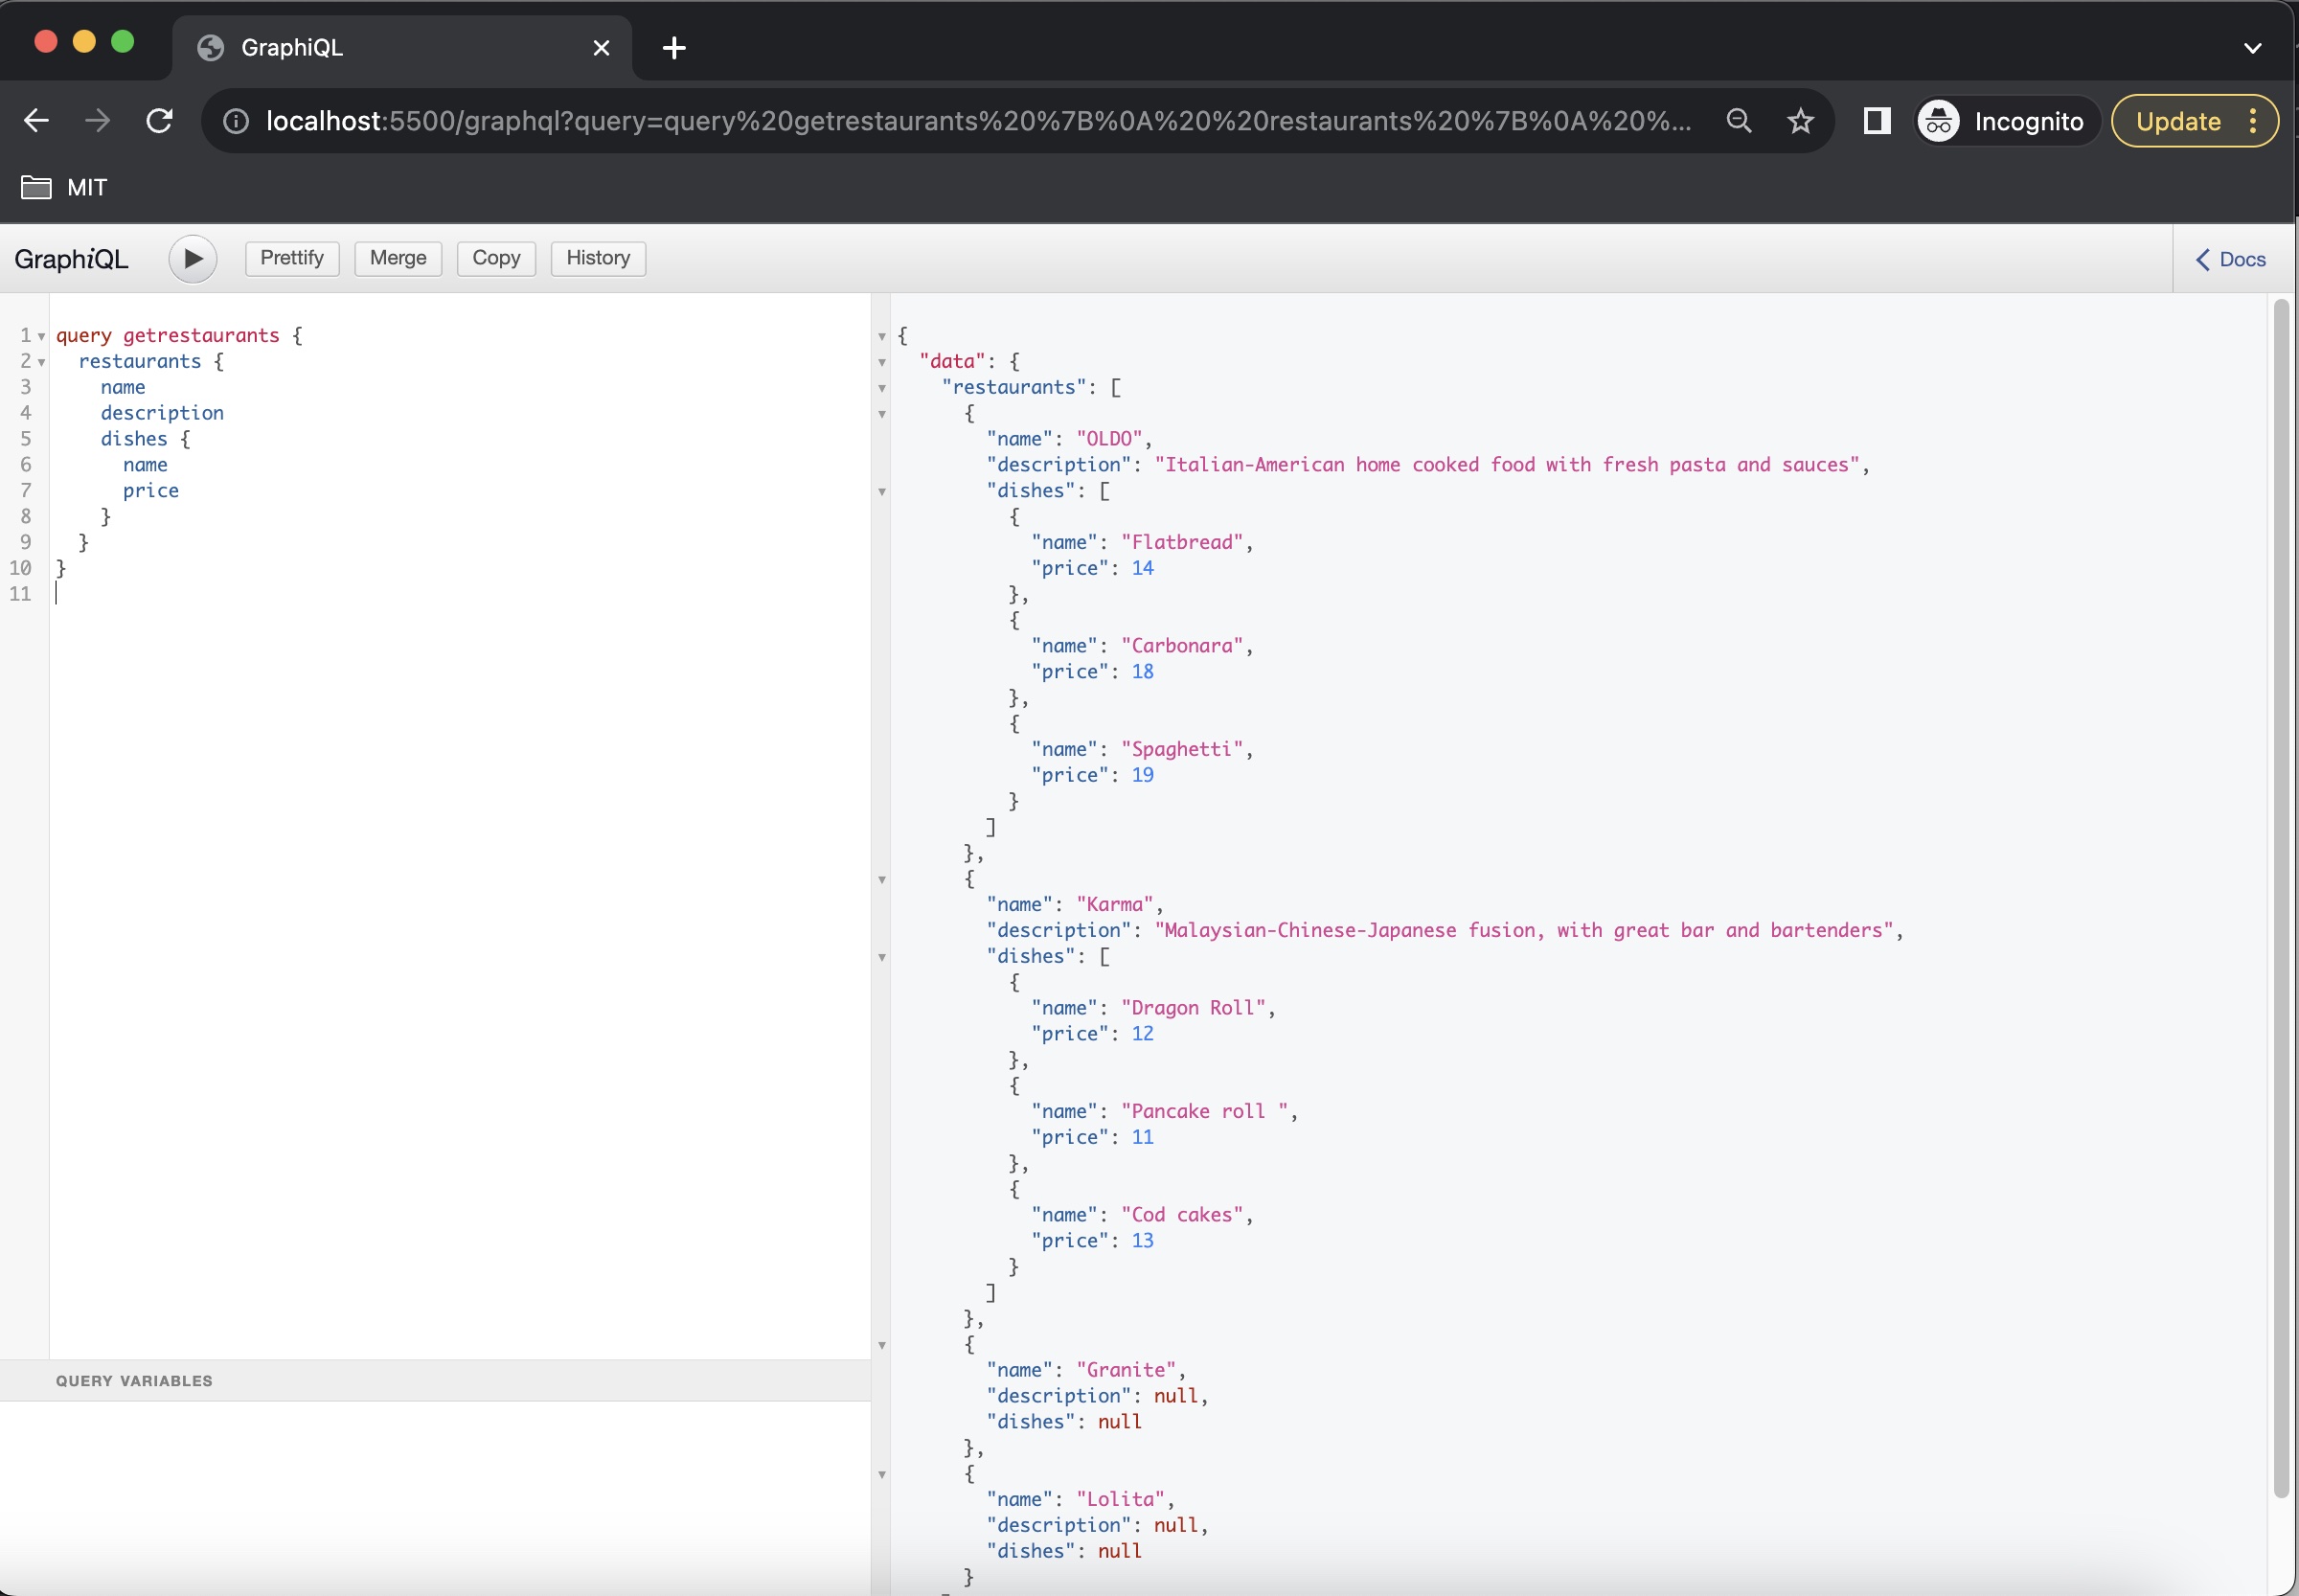 GraphiQL
localhost:5500/graphql?query=query%20getrestaurants%20%7B%0A%20%20restaurants%20%7B%0A%20%...
Incognito
Update
MIT
GraphiQL
Prettify
Merge
Copy
History
Docs
1 query getrestaurants {
2 restaurants {
3 name
4 description
5 dishes {
6 name
7 price
8 }
9 }
10 }
11
QUERY VARIABLES
{
"data": {
"restaurants": [
{
"name": "OLDO",
"description": "Italian-American home cooked food with fresh pasta and sauces",
"dishes": [
{
"name": "Flatbread",
"price": 14
},
{
"name": "Carbonara",
"price": 18
},
{
"name": "Spaghetti",
"price": 19
}
]
},
{
"name": "Karma",
"description": "Malaysian-Chinese-Japanese fusion, with great bar and bartenders",
"dishes": [
{
"name": "Dragon Roll",
"price": 12
},
{
"name": "Pancake roll ",
"price": 11
},
{
"name": "Cod cakes",
"price": 13
}
]
},
{
"name": "Granite",
"description": null,
"dishes": null
},
{
"name": "Lolita",
"description": null,
"dishes": null
}